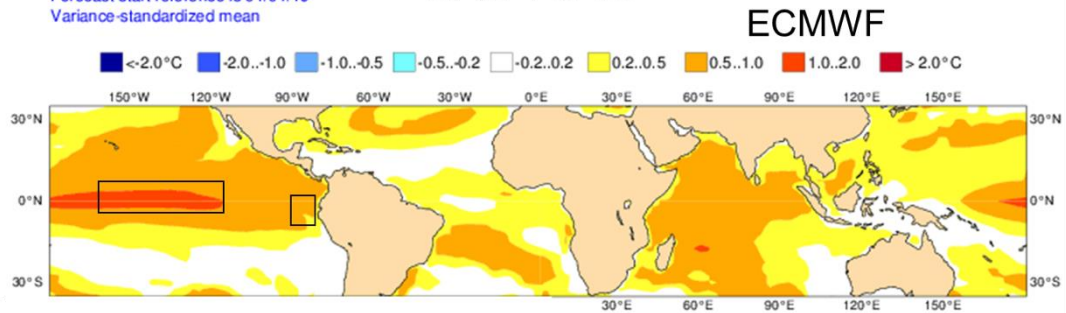 Variance-standardized mean
ECMWF
<-2.0°C -2.0..-1.0 -1.0..-0.5 -0.5..-0.2 -0.2..0.2 0.2..0.5 0.5..1.0 1.0..2.0 > 2.0°C
150°W 120°W 90°W 60°W 30°W 0°E 30°E 60°E 90°E 120°E 150°E
30°N 30°N
0°N 0°N
30°S 30°S
30°E 60°E 90°E 120°E 150°E